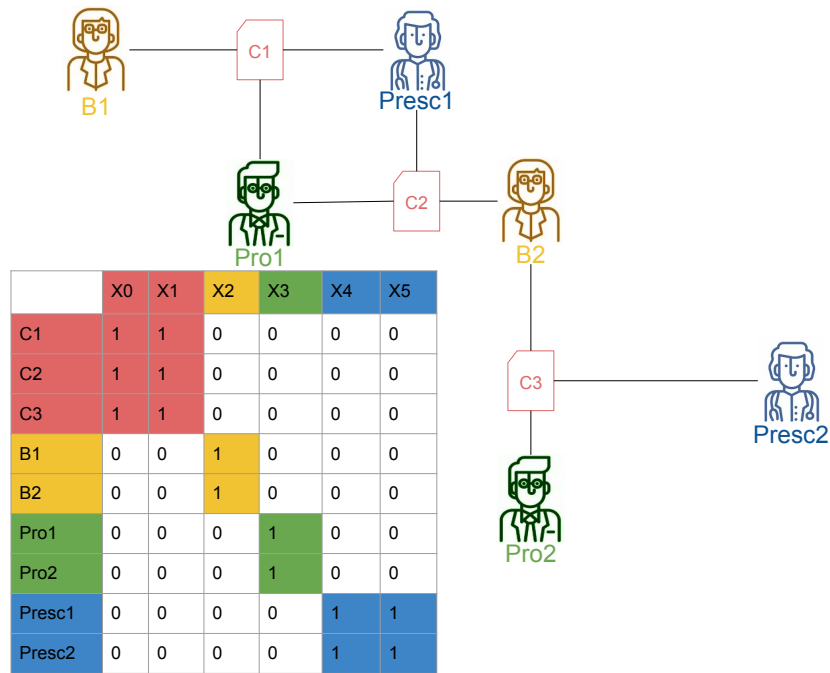 C1
B1
Presc1
C2
Pro1
B2
X0 X1 X2 X3 X4 X5
C1 1 1 0 0 0 0
C2 1 1 0 0 0 0
C3 1 1 0 0 0 0
B1 0 0 1 0 0 0
B2 0 0 1 0 0 0
Pro1 0 0 0 1 0 0
Pro2 0 0 0 1 0 0
Presc1 0 0 0 0 1 1
Presc2 0 0 0 0 1 1
C3
Presc2
Pro2